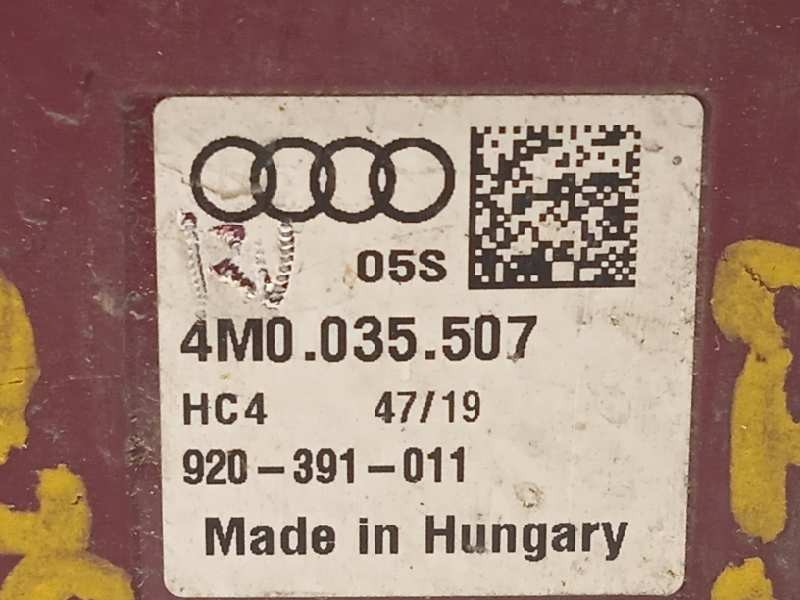 05S
4M0.035.507
HC4 47/19
920-391-011
Made in Hungary